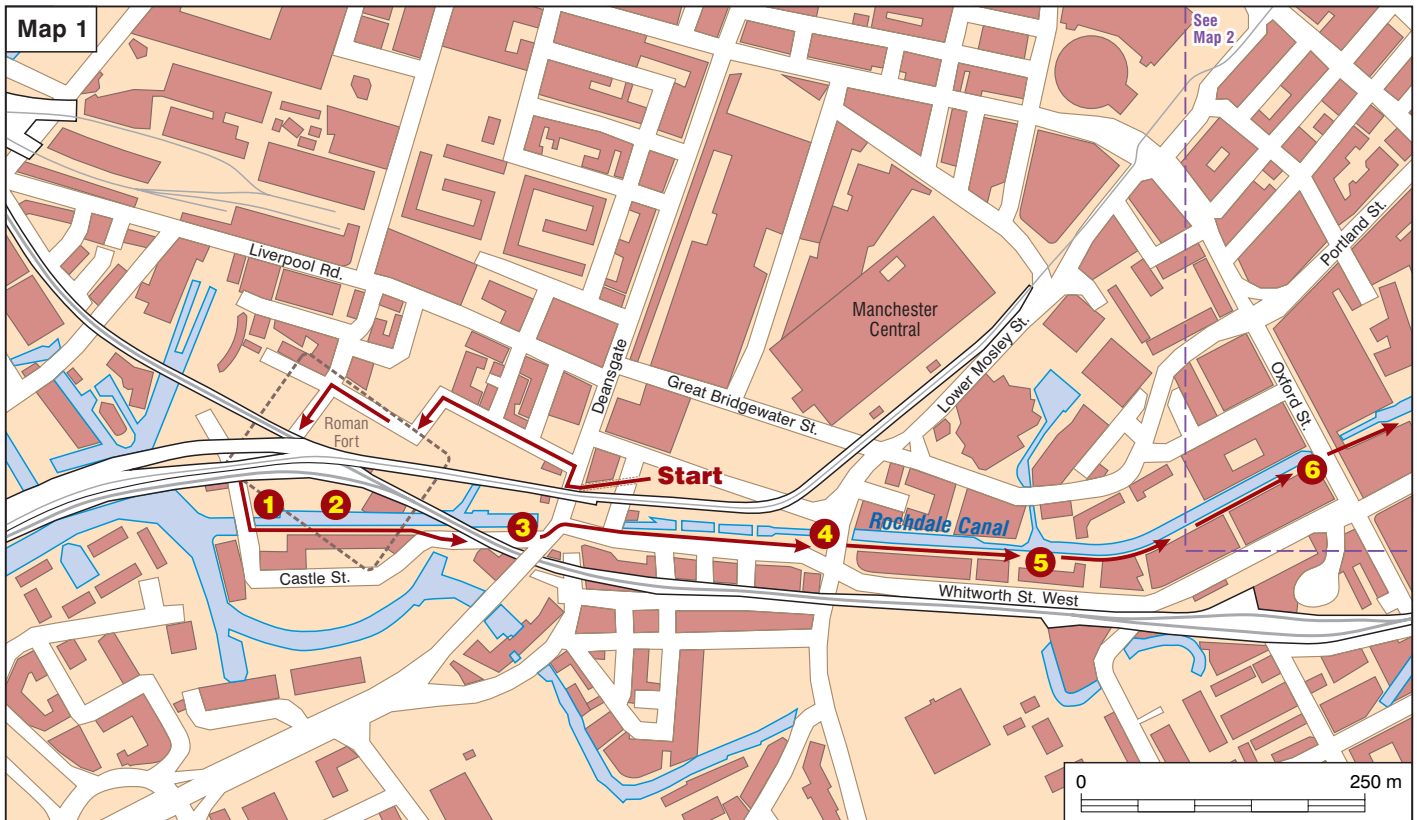 Map 1
See
Map 2
Portland St.
Liverpool Rd.
Manchester
Central
Deansgate
Lower Mosley St.
Great Bridgewater St.
Oxford St.
Roman
Fort
Start
1
2
3
4
Rochdale Canal
5
6
Castle St.
Whitworth St. West
0
250 m